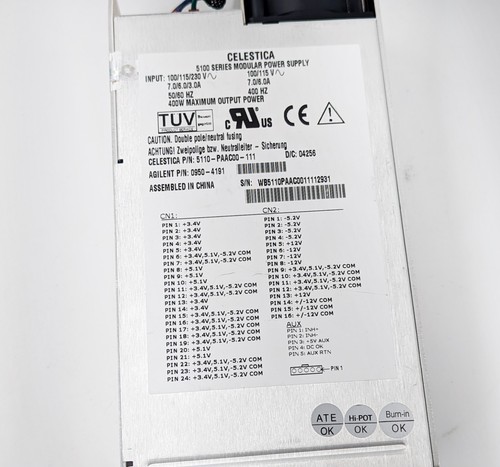 CELESTICA
5100 SERIES MODULAR POWER SUPPLY
INPUT: 100/115/230 V 100/115 V
7.0/6.0/3.0A 7.0/6.0A
50/60 HZ 400 HZ
400W MAXIMUM OUTPUT POWER
TUV
PRODUCT SERVICE
c UL US CE
CAUTION. Double pole/neutral fusing
ACHTUNG! Zweipolige bzw. Neutralleiter - Sicherung
CELESTICA P/N: 5110-PAAC00-111 D/C: 04256
AGILENT P/N: 0950-4191
ASSEMBLED IN CHINA S/N: WB5110PAAC0011112931
CN1:
PIN 1: +3.4V
PIN 2: +3.4V
PIN 3: +3.4V
PIN 4: +3.4V
PIN 5: +3.4V
PIN 6: +3.4V,5.1V,-5.2V COM
PIN 7: +3.4V,5.1V,-5.2V COM
PIN 8: +5.1V
PIN 9: +5.1V
PIN 10: +5.1V
PIN 11: +3.4V,5.1V,-5.2V COM
PIN 12: +3.4V,5.1V,-5.2V COM
PIN 13: +3.4V
PIN 14: +3.4V
PIN 15: +3.4V,5.1V,-5.2V COM
PIN 16: +3.4V,5.1V,-5.2V COM
PIN 17: +3.4V,5.1V,-5.2V COM
PIN 18: +3.4V,5.1V,-5.2V COM
PIN 19: +3.4V,5.1V,-5.2V COM
PIN 20: +5.1V
PIN 21: +5.1V
PIN 22: +3.4V,5.1V,-5.2V COM
PIN 23: +3.4V,5.1V,-5.2V COM
PIN 24: +3.4V,5.1V,-5.2V COM
CN2:
PIN 1: -5.2V
PIN 2: -5.2V
PIN 3: -5.2V
PIN 4: -5.2V
PIN 5: +12V
PIN 6: -12V
PIN 7: -12V
PIN 8: -12V
PIN 9: +3.4V,5.1V,-5.2V COM
PIN 10: +3.4V,5.1V,-5.2V COM
PIN 11: +3.4V,5.1V,-5.2V COM
PIN 12: +3.4V,5.1V,-5.2V COM
PIN 13: +12V
PIN 14: +/-12V COM
PIN 15: +/-12V COM
PIN 16: +/-12V COM
AUX
PIN 1: INH+
PIN 2: INH-
PIN 3: +5V AUX
PIN 4: DC OK
PIN 5: AUX RTN
PIN 1
ATE OK
Hi-POT OK
Burn-in OK